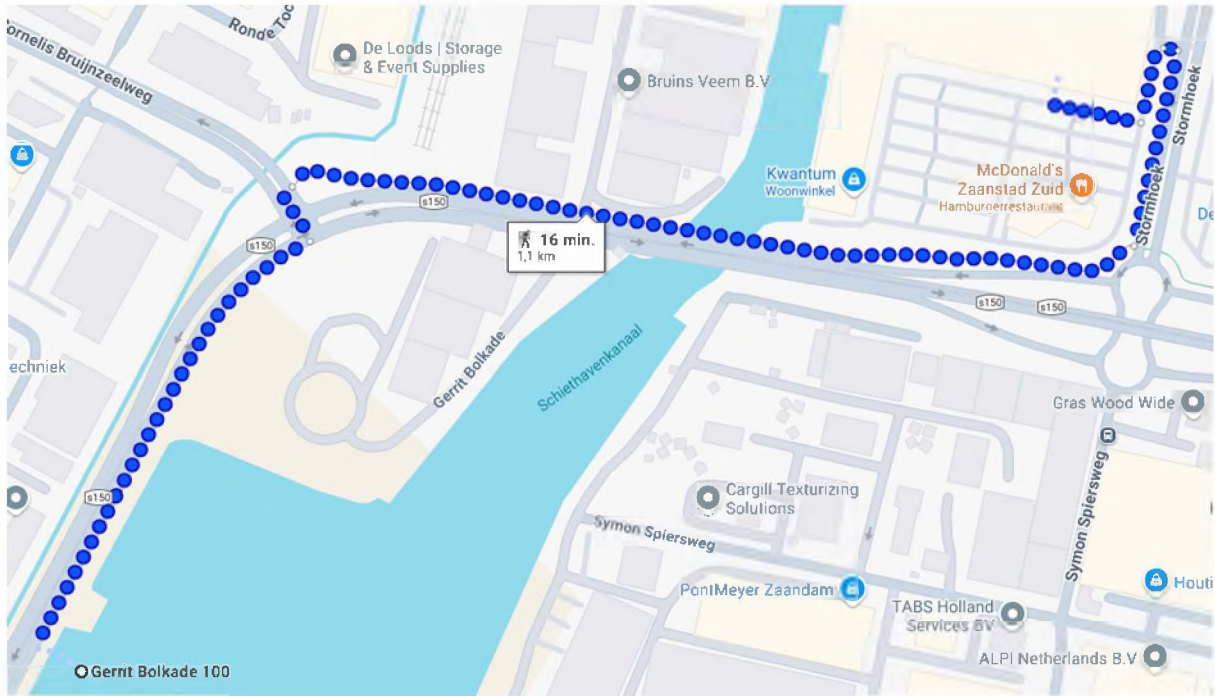 Ronde Toc
Cornelis Bruijnzeelweg
De Loods | Storage
& Event Supplies
Bruins Veem B.V
Stormhoek
Kwantum
Woonwinkel
McDonald's
Zaanstad Zuid
Hamburgerrestaurant
Stormhoek
De
s150
s150
16 min.
1,1 km
s150
s150
echniek
Gerrit Bolkade
Schiethavenkanaal
Gras Wood Wide
s150
Cargill Texturizing
Solutions
Symon Spiersweg
Symon Spiersweg
PontMeyer Zaandam
Houti
TABS Holland
Services BV
ALPI Netherlands B.V
Gerrit Bolkade 100